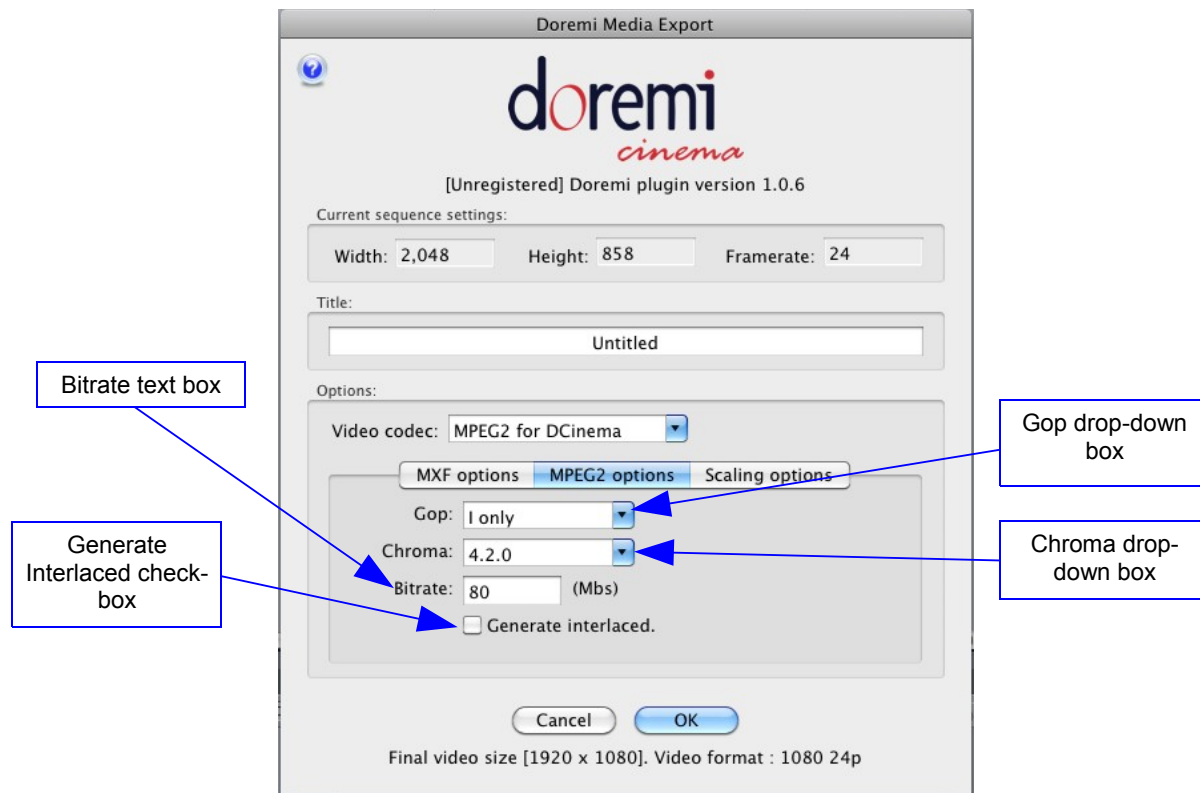 Doremi Media Export
?
doremi
cinema
[Unregistered] Doremi plugin version 1.0.6
Current sequence settings:
Width: 2,048 Height: 858 Framerate: 24
Title:
Untitled
Bitrate text box
Options:
Video codec: MPEG2 for DCinema
Gop drop-down
box
MXF options MPEG2 options Scaling options
Gop: I only
Generate
Interlaced check-
box
Chroma: 4.2.0
Chroma drop-
down box
Bitrate: 80 (Mbs)
Generate interlaced.
Cancel OK
Final video size [1920 x 1080]. Video format : 1080 24p